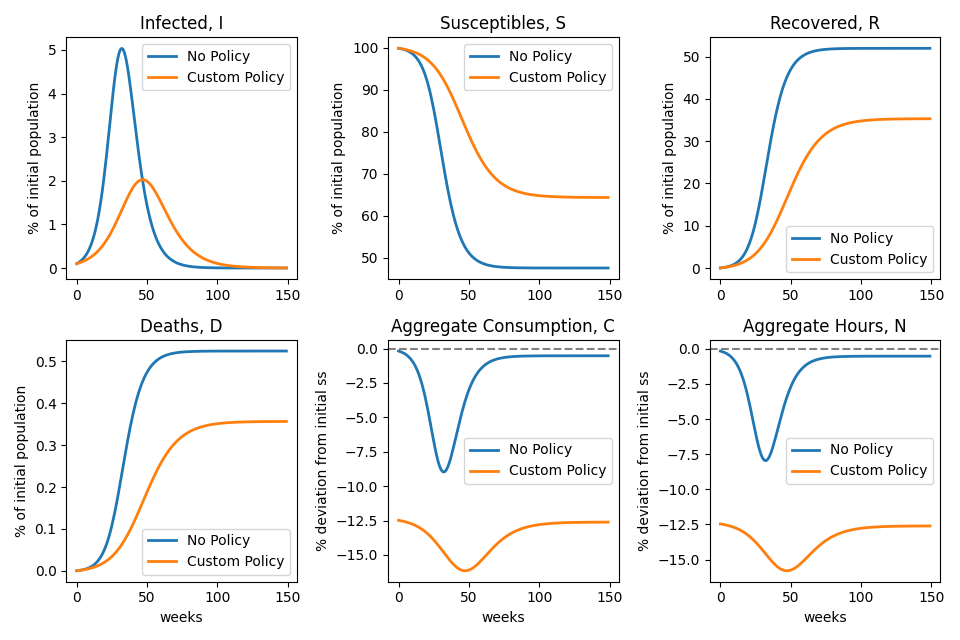 Infected, I
% of initial population
5
4
3
2
1
0
0 50 100 150
No Policy
Custom Policy
Susceptibles, S
% of initial population
100
90
80
70
60
50
0 50 100 150
No Policy
Custom Policy
Recovered, R
% of initial population
50
40
30
20
10
0
0 50 100 150
No Policy
Custom Policy
Deaths, D
% of initial population
0.5
0.4
0.3
0.2
0.1
0.0
0 50 100 150
weeks
No Policy
Custom Policy
Aggregate Consumption, C
% deviation from initial ss
0.0
−2.5
−5.0
−7.5
−10.0
−12.5
−15.0
0 50 100 150
weeks
No Policy
Custom Policy
Aggregate Hours, N
% deviation from initial ss
0.0
−2.5
−5.0
−7.5
−10.0
−12.5
−15.0
0 50 100 150
weeks
No Policy
Custom Policy